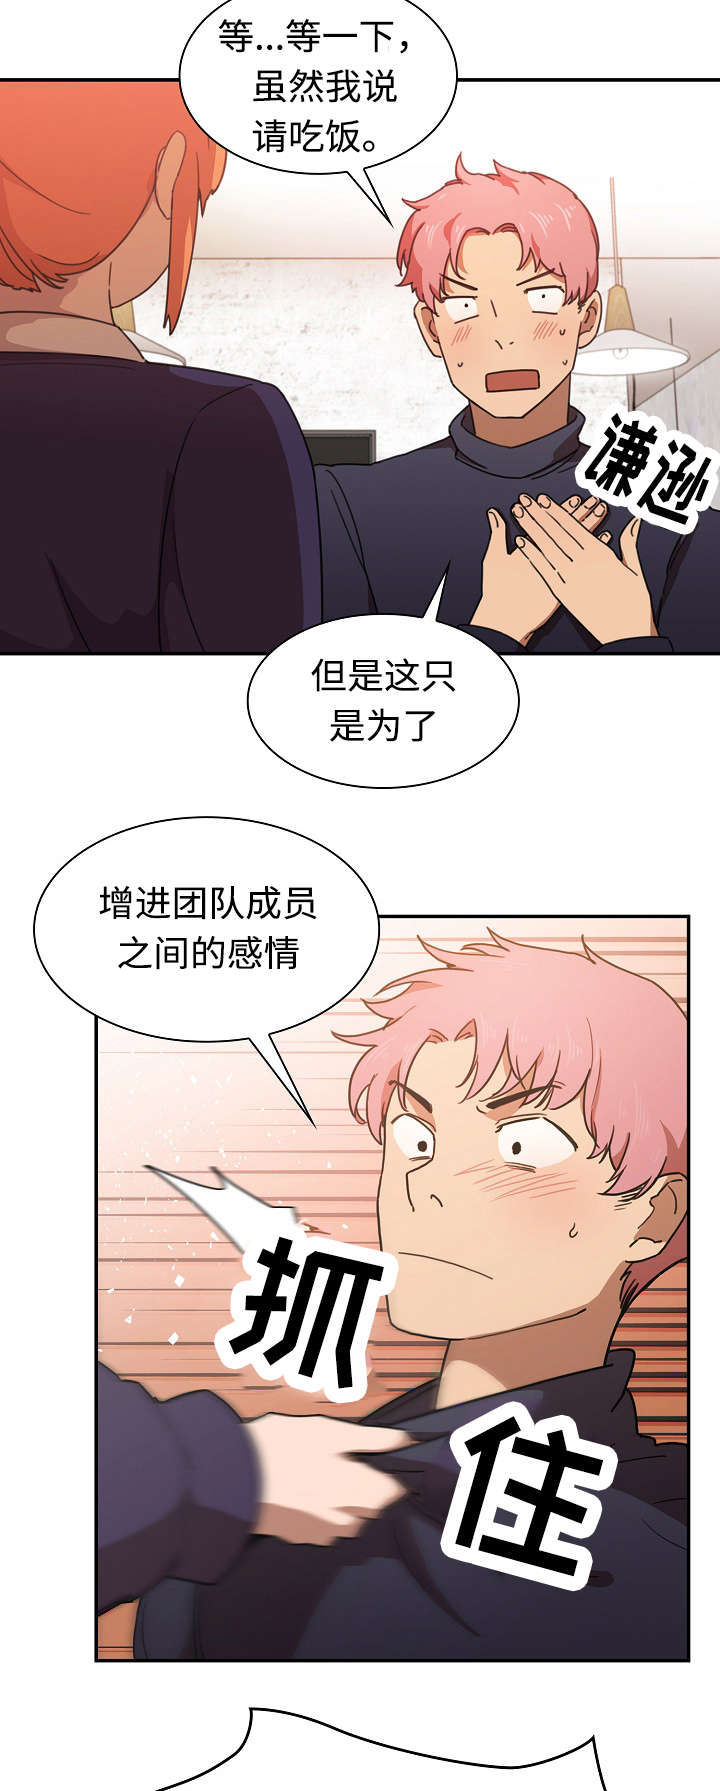 等...等一下，
虽然我说
请吃饭。
谦逊
但是这只
是为了
增进团队成员
之间的感情
抓
住